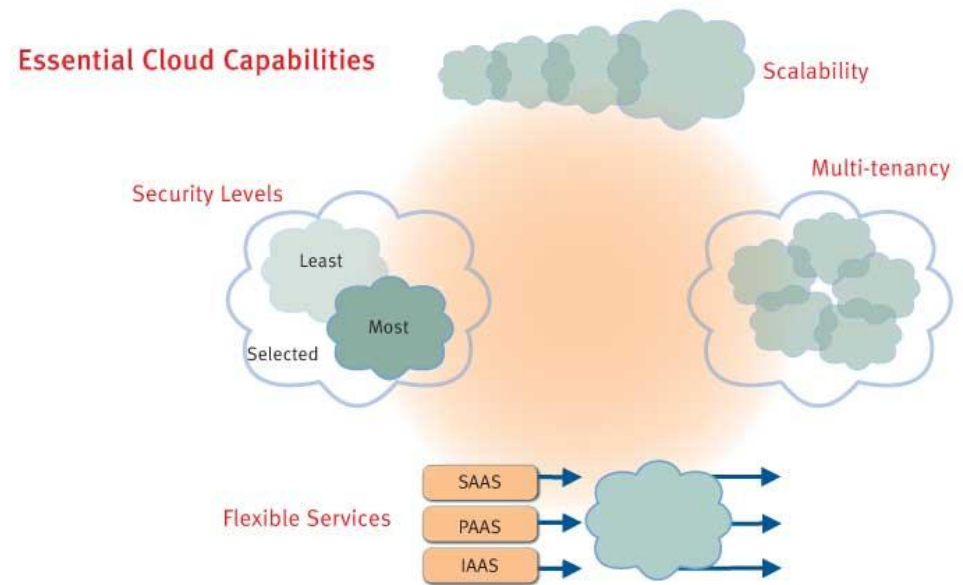 Essential Cloud Capabilities
Scalability
Multi-tenancy
Security Levels
Least
Most
Selected
SAAS
Flexible Services
PAAS
IAAS